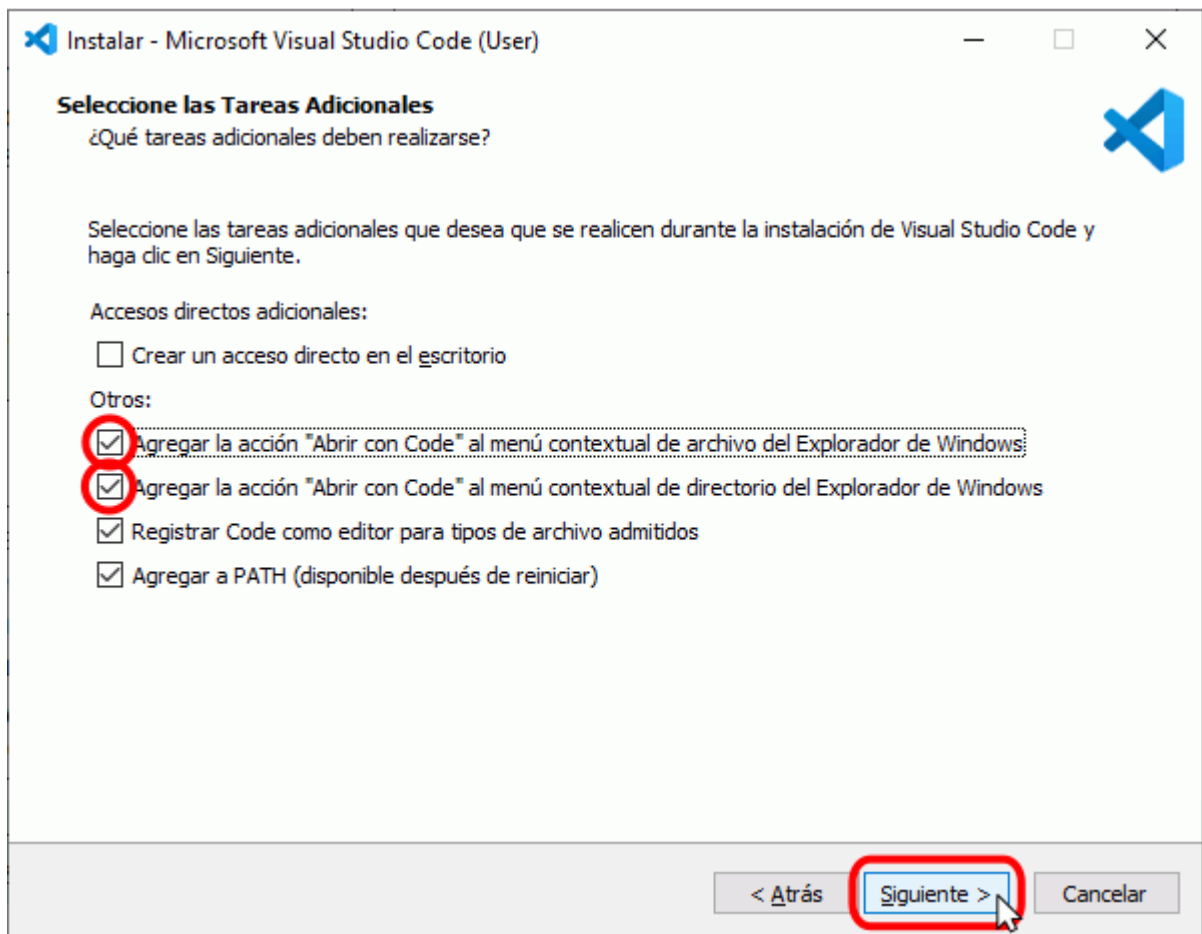 Instalar - Microsoft Visual Studio Code (User)
Seleccione las Tareas Adicionales
¿Qué tareas adicionales deben realizarse?
Seleccione las tareas adicionales que desea que se realicen durante la instalación de Visual Studio Code y
haga clic en Siguiente.
Accesos directos adicionales:
Crear un acceso directo en el escritorio
Otros:
Agregar la acción "Abrir con Code" al menú contextual de archivo del Explorador de Windows
Agregar la acción "Abrir con Code" al menú contextual de directorio del Explorador de Windows
Registrar Code como editor para tipos de archivo admitidos
Agregar a PATH (disponible después de reiniciar)
< Atrás Siguiente > Cancelar